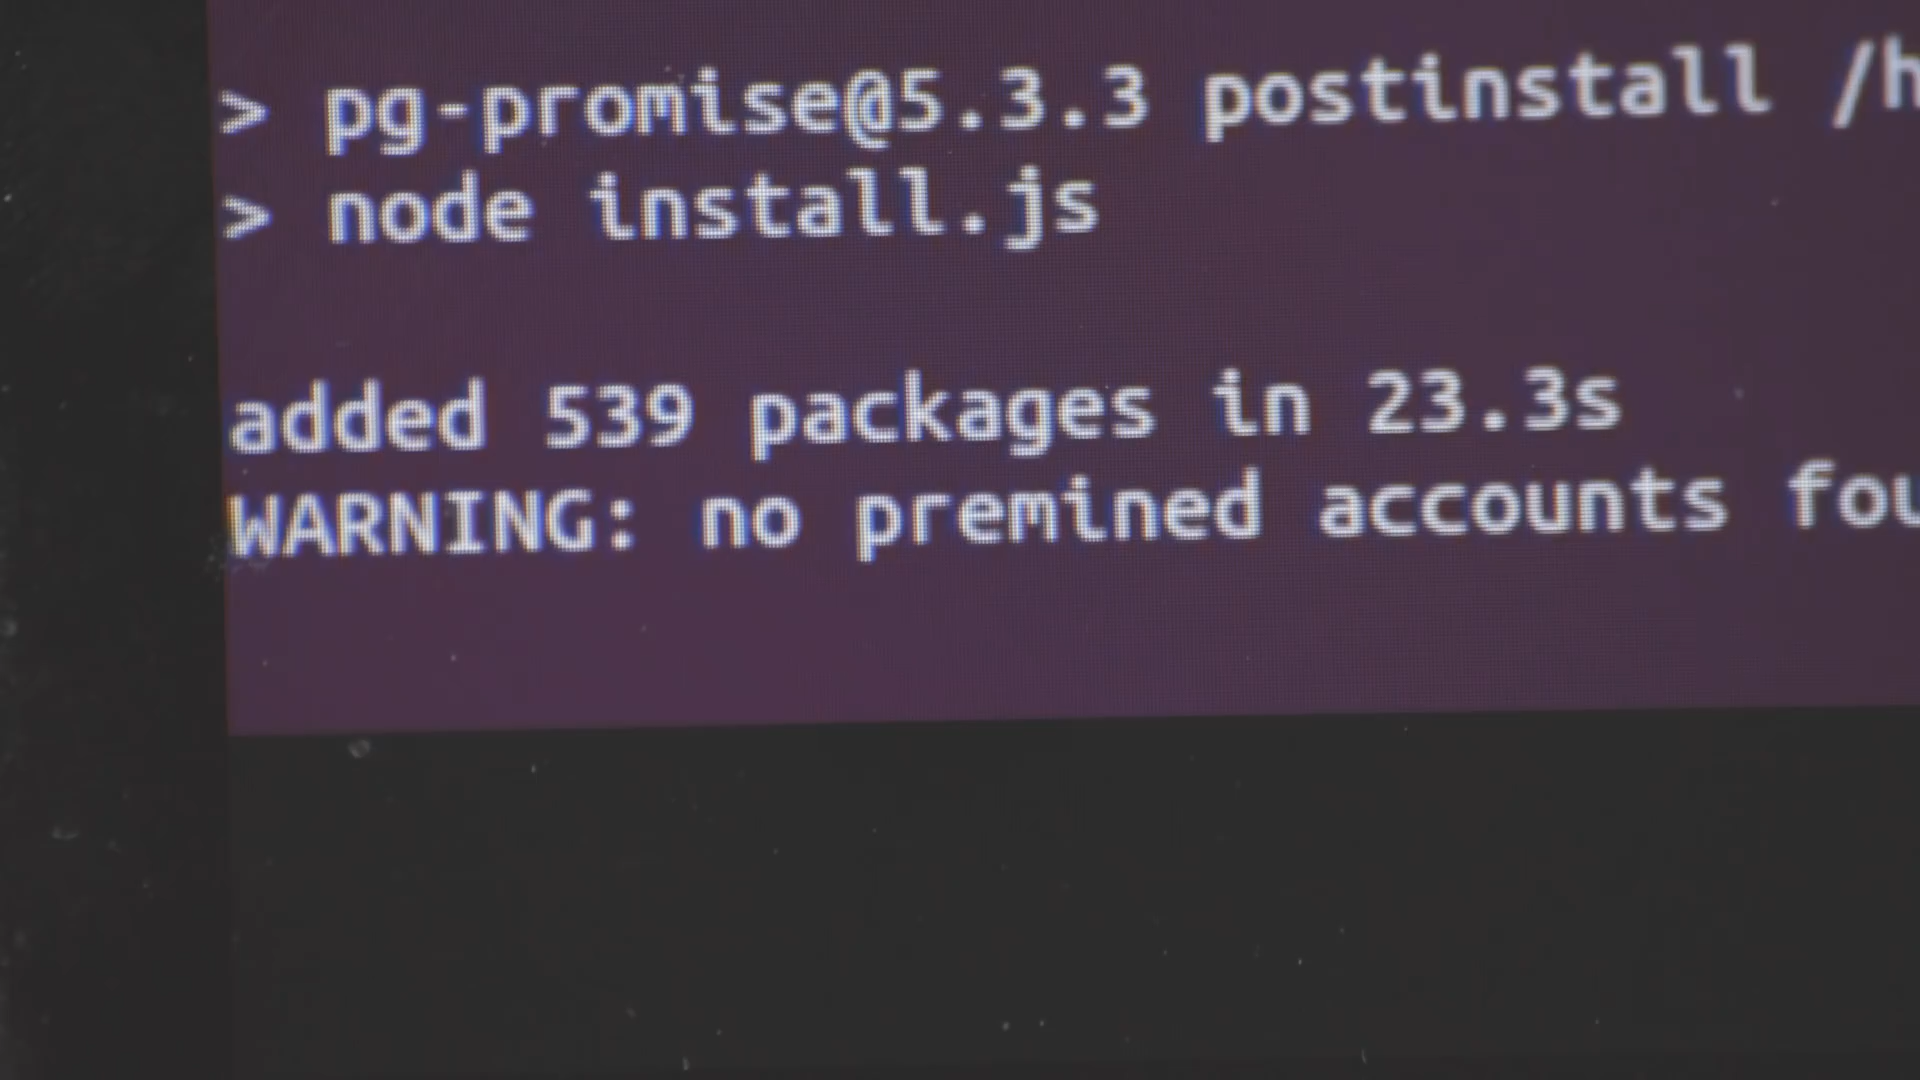 > pg-promise@5.3.3 postinstall /h
> node install.js
added 539 packages in 23.3s
WARNING: no premined accounts fou